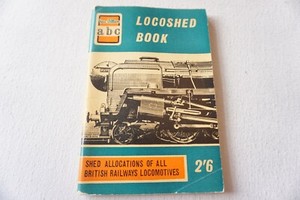 abc
LOCOSHED
BOOK
SHED ALLOCATIONS OF ALL
BRITISH RAILWAYS LOCOMOTIVES
2'6